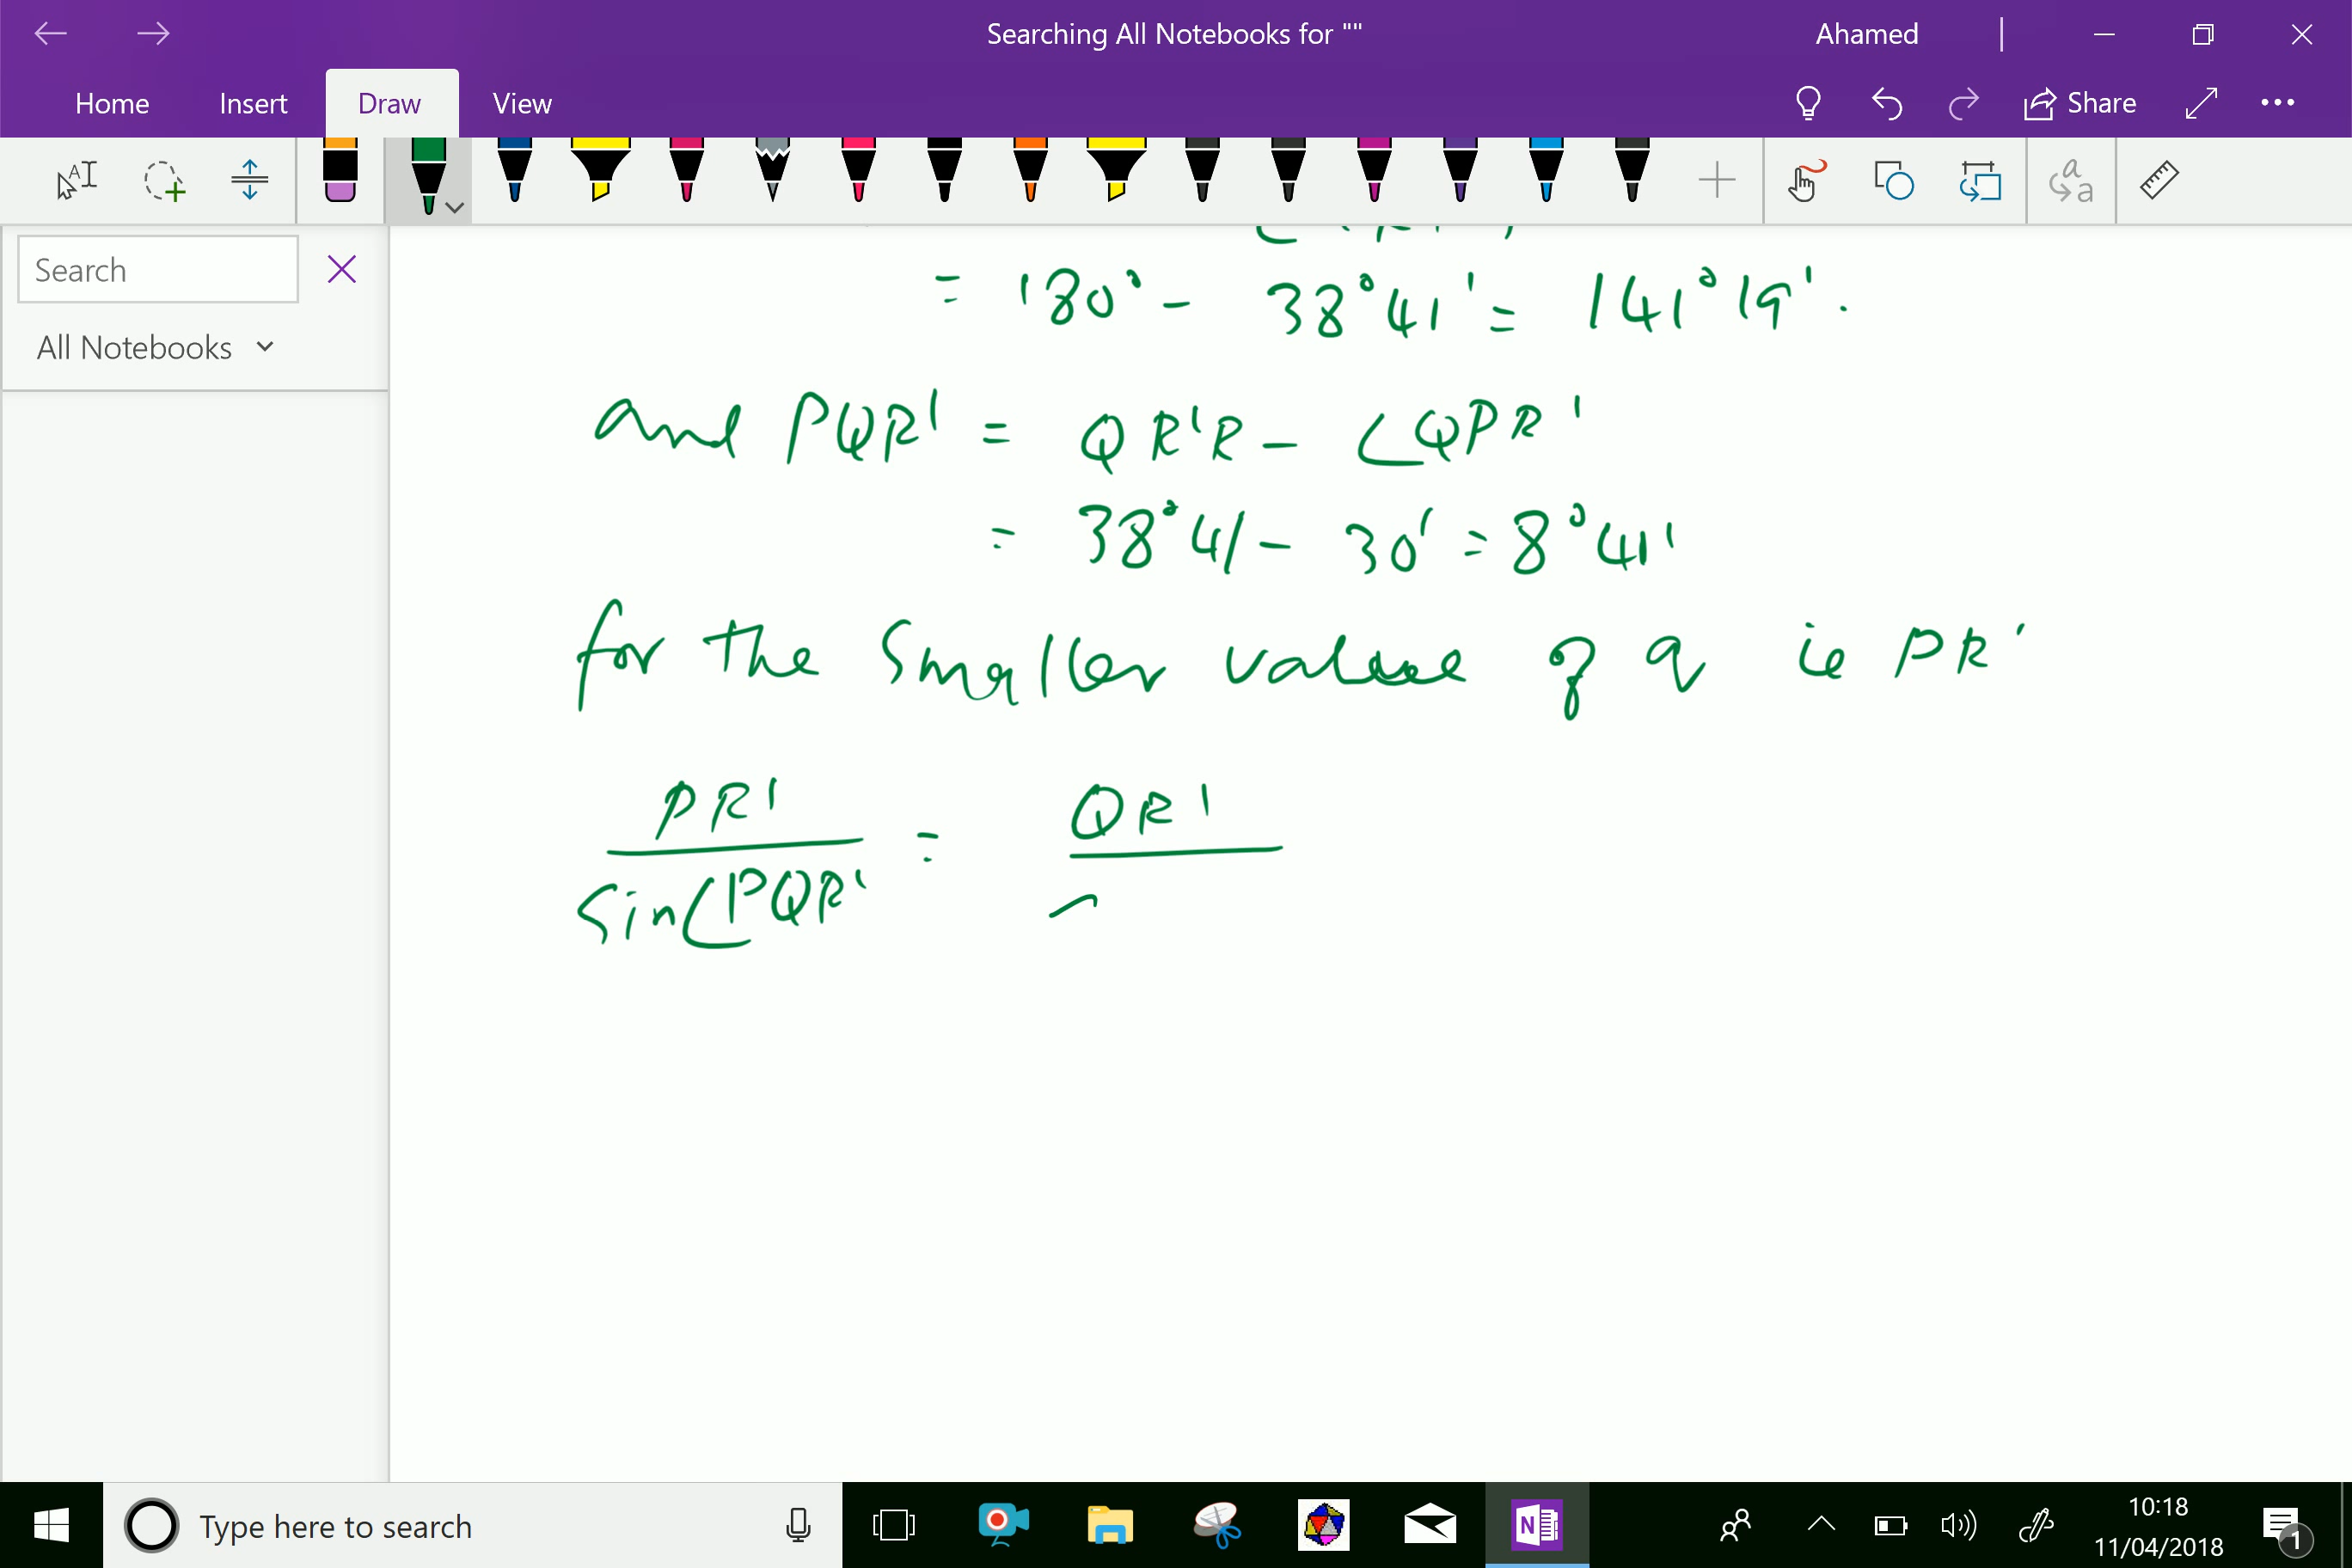 Searching All Notebooks for ""
Ahamed
Home Insert Draw View
Share
Search
All Notebooks
= 180° - 38°41' = 141°19'.
and PQR' = QR'R - ∠QPR'
= 38°41 - 30' = 8°41'
for the smaller value of q ie PR'
PR' / sin∠PQR' = QR' /
Type here to search
10:18
11/04/2018
1